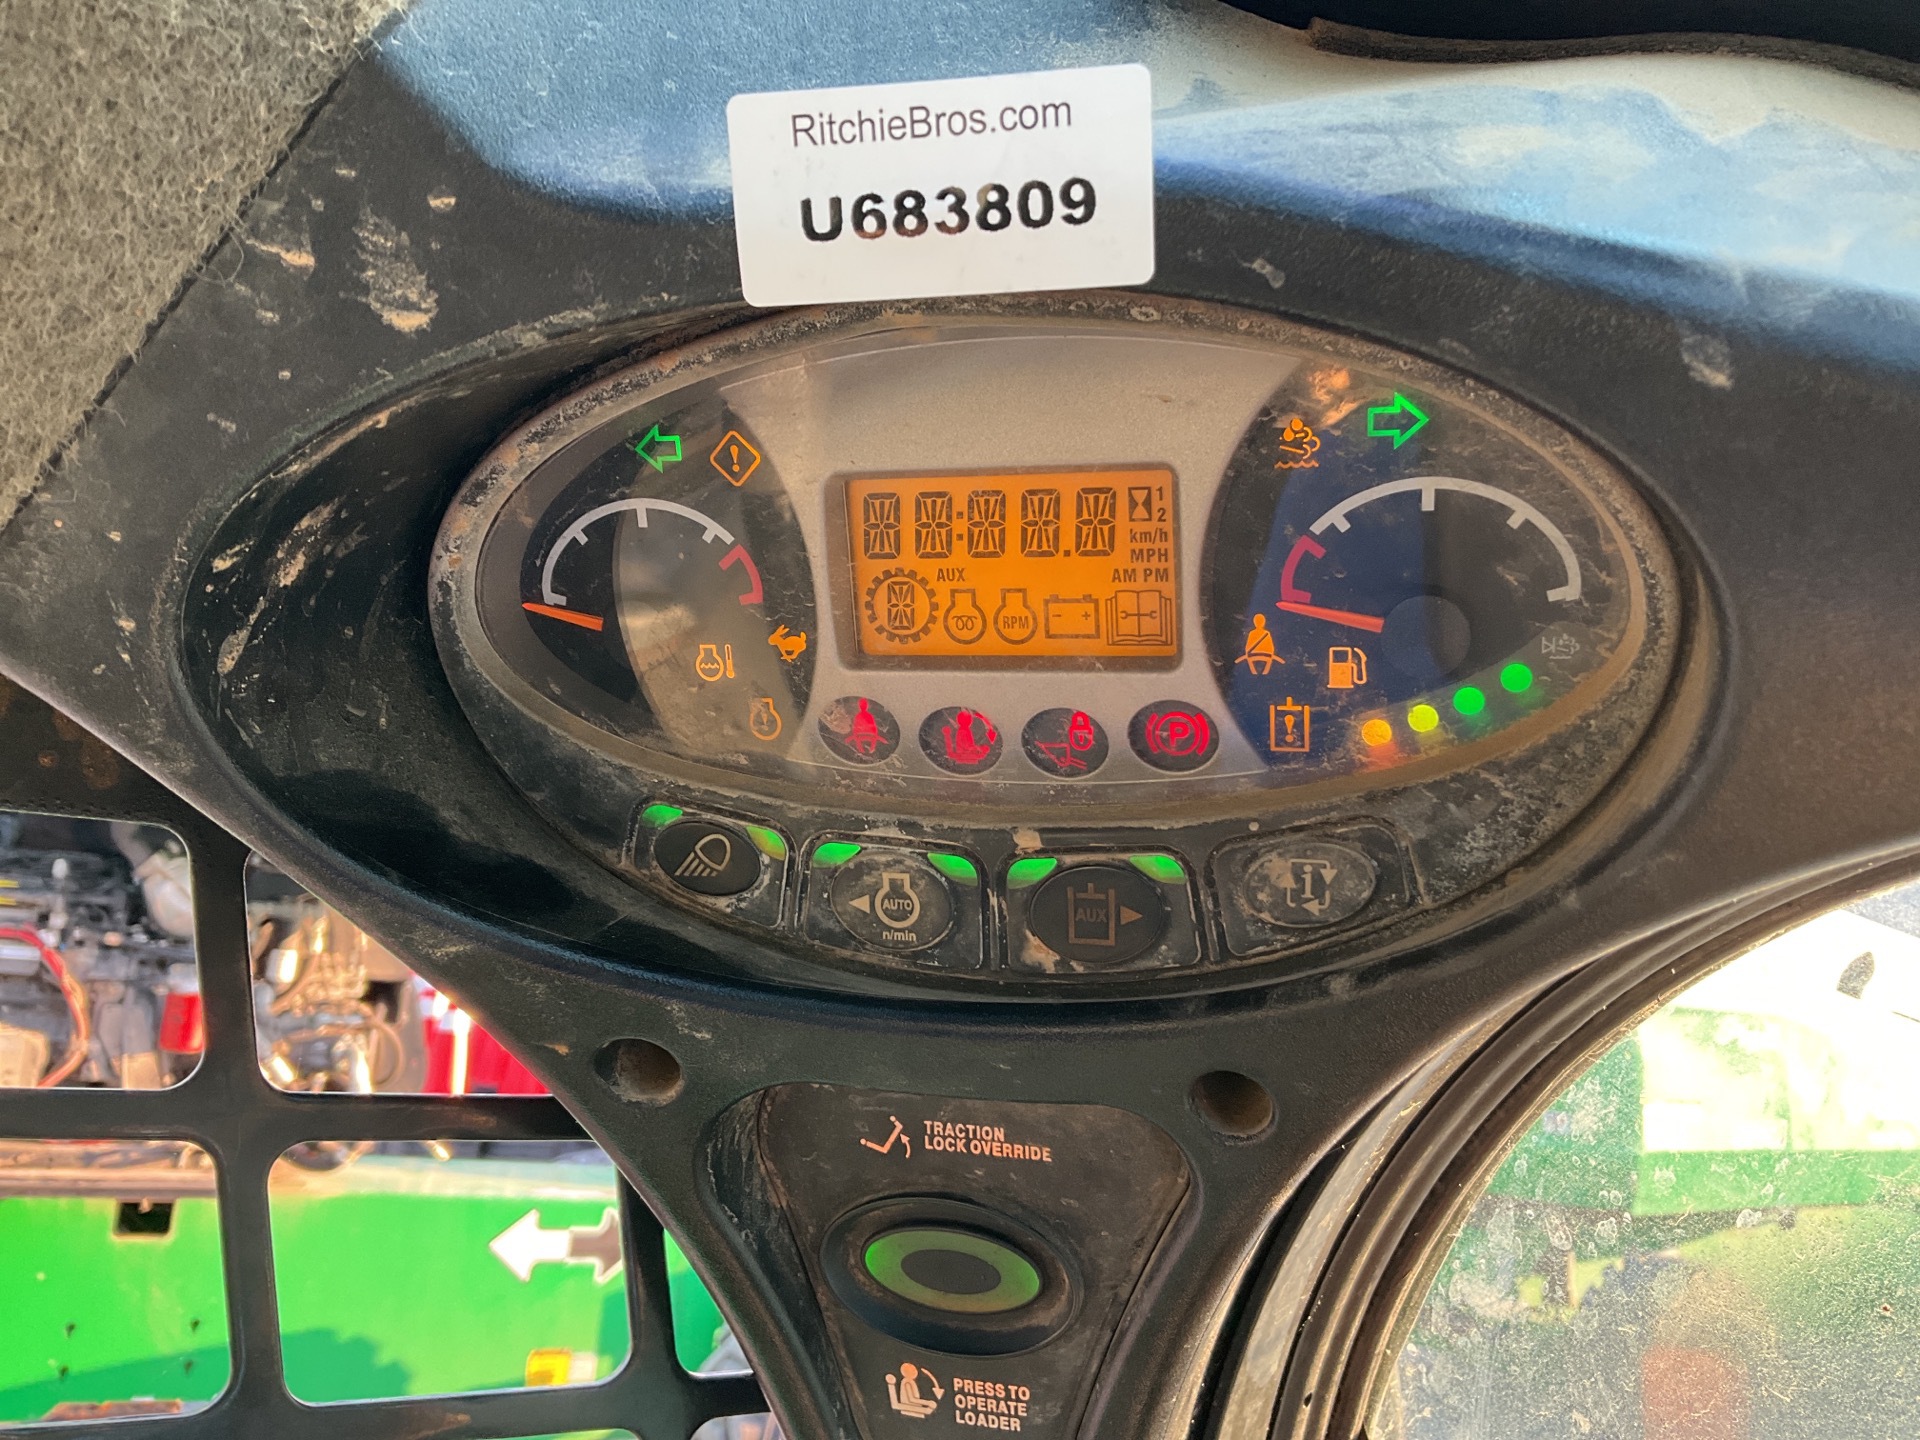 RitchieBros.com
U683809
1
2
km/h
MPH
AM PM
AUX
RPM
P
AUTO
n/min
AUX
i
TRACTION
LOCK OVERRIDE
PRESS TO
OPERATE
LOADER